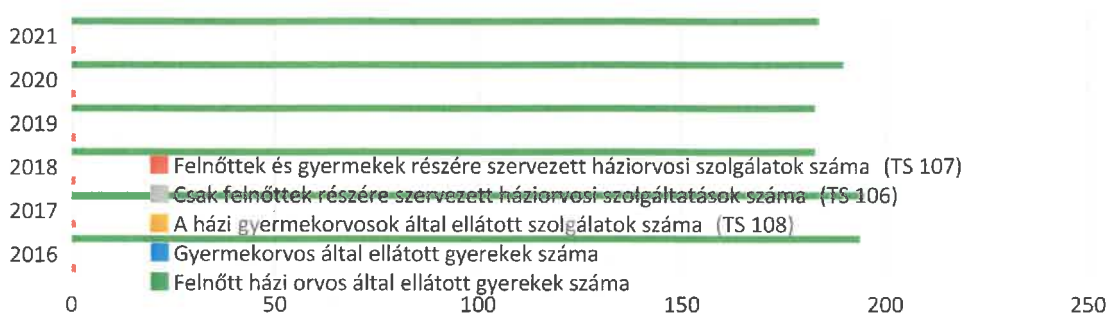 2021
2020
2019
2018
2017
2016
Felnőttek és gyermekek részére szervezett háziorvosi szolgálatok száma (TS 107)
Csak felnőttek részére szervezett háziorvosi szolgáltatások száma (TS 106)
A házi gyermekorvosok által ellátott szolgálatok száma (TS 108)
Gyermekorvos által ellátott gyerekek száma
Felnőtt házi orvos által ellátott gyerekek száma
0 50 100 150 200 250